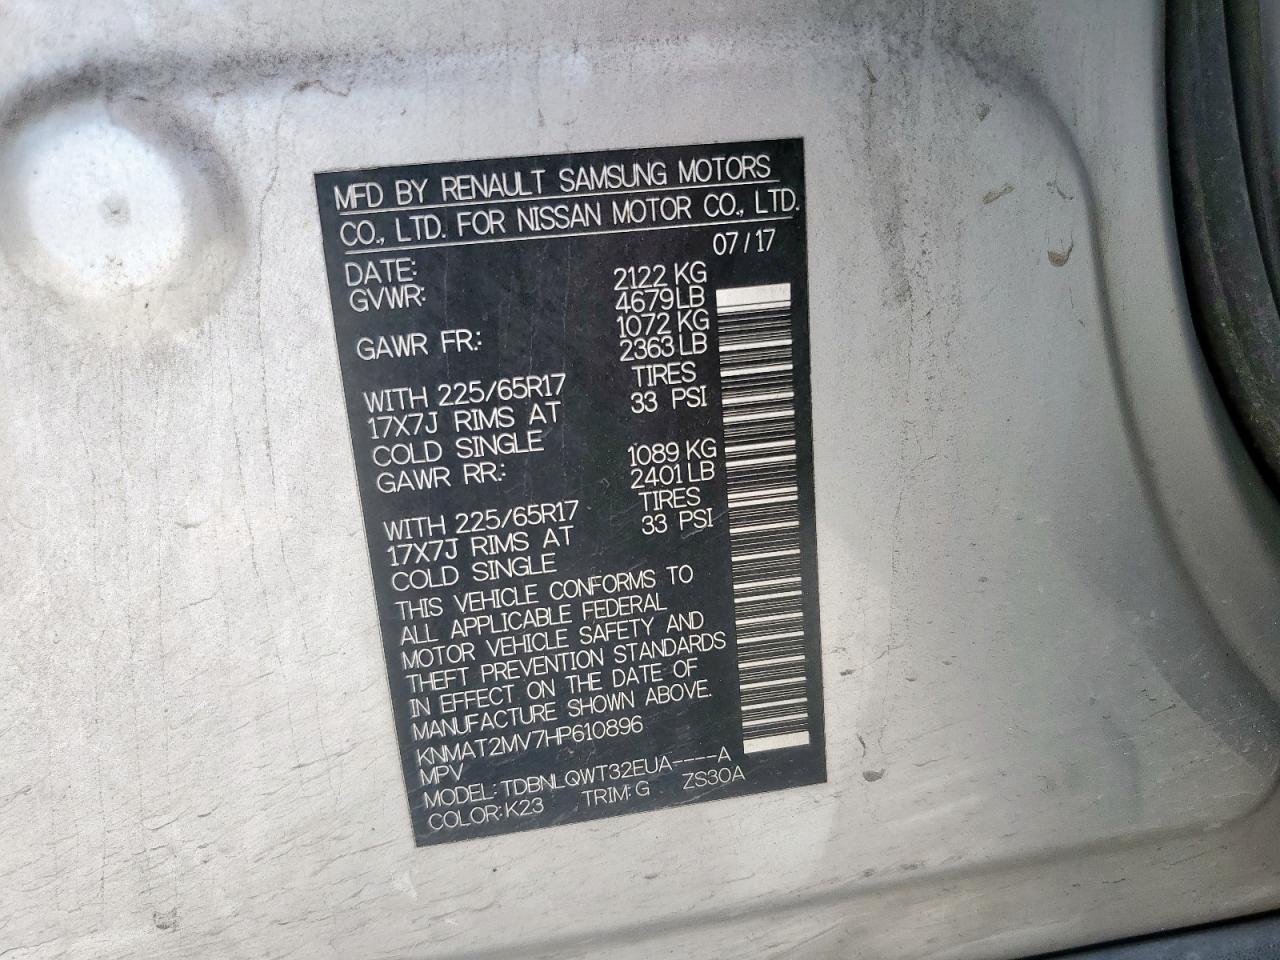 MFD BY RENAULT SAMSUNG MOTORS
CO., LTD. FOR NISSAN MOTOR CO., LTD.
DATE: 07/17
GVWR: 2122 KG
4679 LB
GAWR FR.: 1072 KG
2363 LB
WITH 225/65R17 TIRES
17X7J RIMS AT 33 PSI
COLD SINGLE
GAWR RR.: 1089 KG
2401 LB
WITH 225/65R17 TIRES
17X7J RIMS AT 33 PSI
COLD SINGLE
THIS VEHICLE CONFORMS TO
ALL APPLICABLE FEDERAL
MOTOR VEHICLE SAFETY AND
THEFT PREVENTION STANDARDS
IN EFFECT ON THE DATE OF
MANUFACTURE SHOWN ABOVE.
KNMAT2MV7HP610896
MPV
MODEL: TDBNLQWT32EUA----A
COLOR:K23 TRIM:G ZS30A